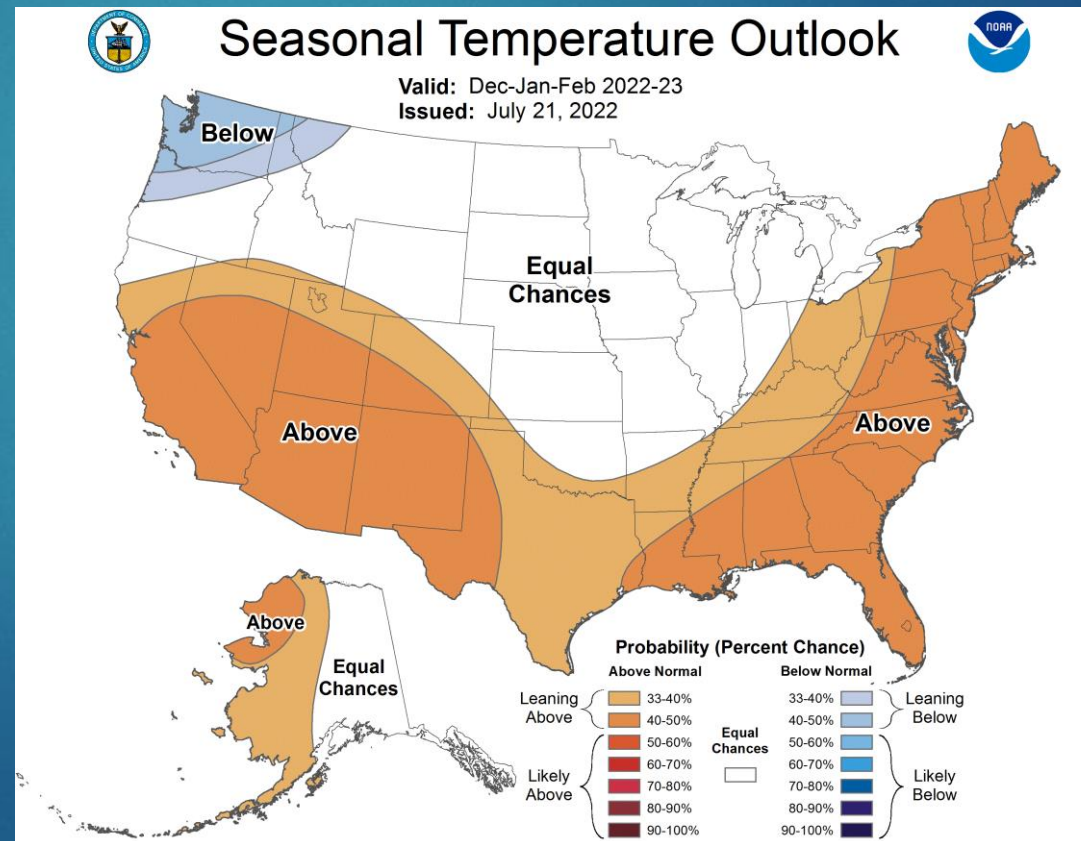 Seasonal Temperature Outlook
NOAA
Valid: Dec-Jan-Feb 2022-23
Issued: July 21, 2022
Below
Equal
Chances
Above
Above
Above
Equal
Chances
Probability (Percent Chance)
Above Normal
Below Normal
Leaning
Above
33-40%
40-50%
Likely
Above
50-60%
60-70%
70-80%
80-90%
90-100%
Equal
Chances
33-40%
40-50%
Leaning
Below
50-60%
60-70%
70-80%
80-90%
90-100%
Likely
Below